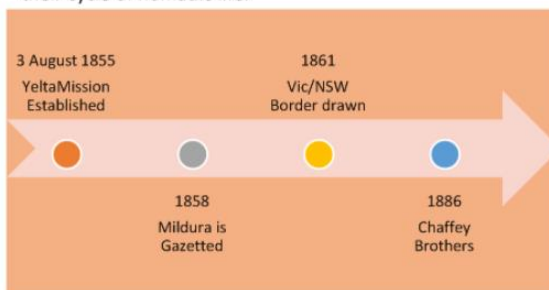 3 August 1855
YeltaMission
Established
1861
Vic/NSW
Border drawn
1858
Mildura is
Gazetted
1886
Chaffey
Brothers